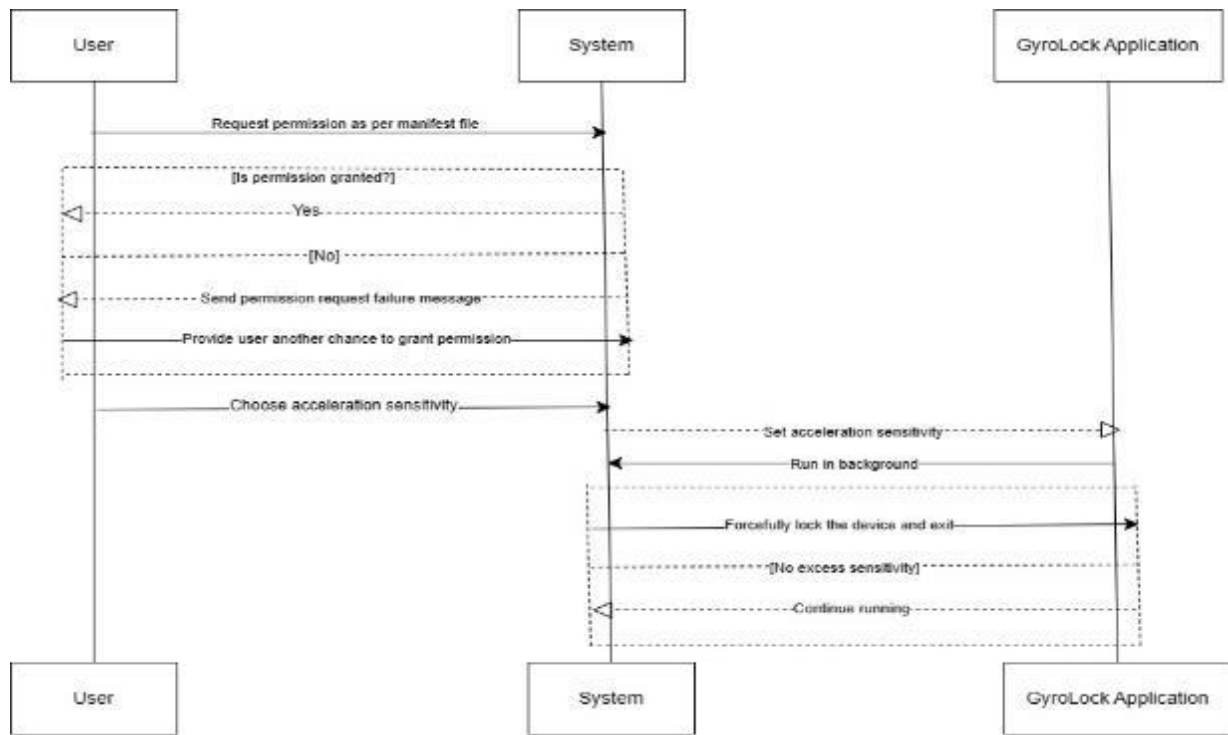 User
System
GyroLock Application
Request permission as per manifest file
[Is permission granted?]
Yes
[No]
Send permission request failure message
Provide user another chance to grant permission
Choose acceleration sensitivity
Set acceleration sensitivity
Run in background
Forcefully lock the device and exit
[No excess sensitivity]
Continue running
User
System
GyroLock Application